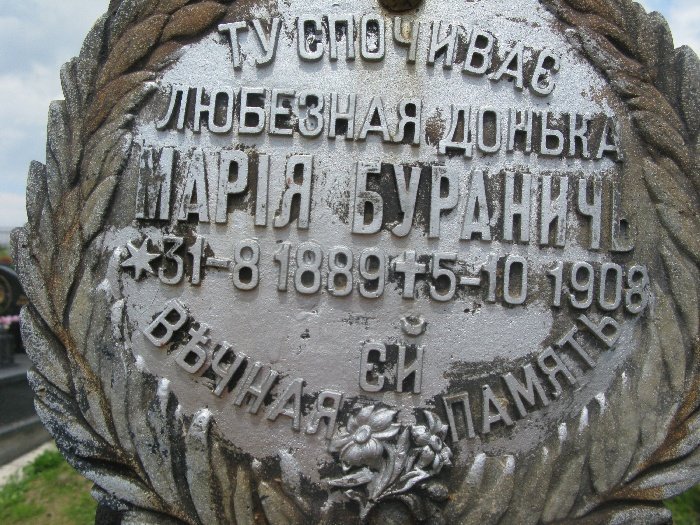 ТУ СПОЧИВАЄ
ЛЮБЕЗНАЯ ДОНЬКА
МАРІЯ БУРАНИЧЬ
★31–8 1889 ✝ 5–10 1908
ЄЙ
ВѢЧНАЯ ПАМЯТЬ